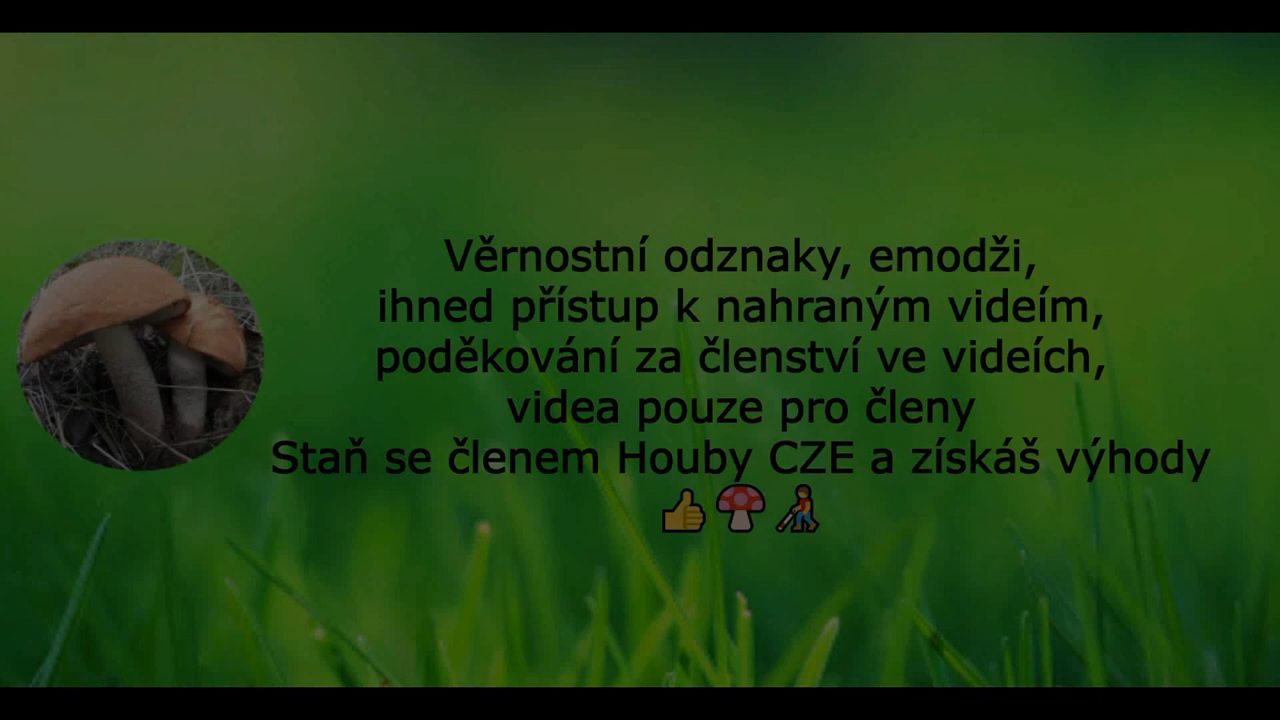 Věrnostní odznaky, emodži,
ihned přístup k nahraným videím,
poděkování za členství ve videích,
videa pouze pro členy
Staň se členem Houby CZE a získáš výhody
👍🍄👨‍🦯